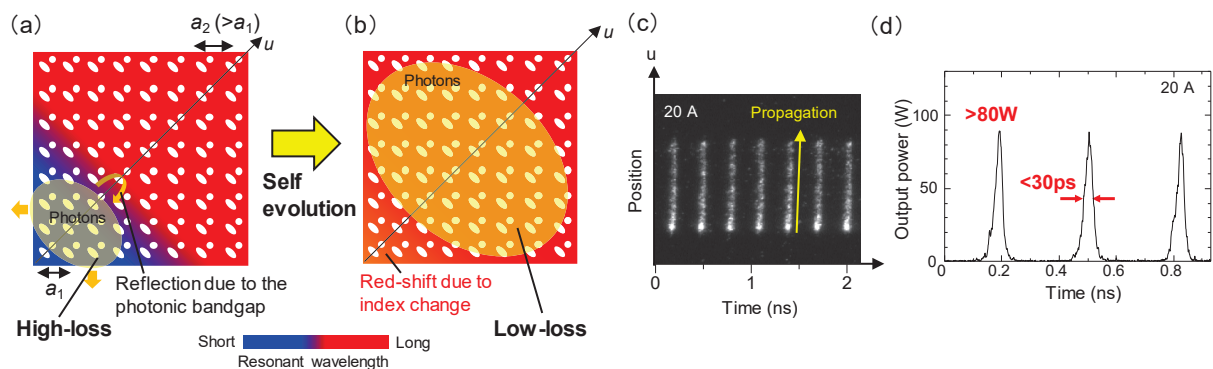 (a)
a₂ (>a₁)
u
Photons
a₁
Reflection due to the
photonic bandgap
High-loss
Self
evolution
(b)
u
Photons
Red-shift due to
index change
Low-loss
Short
Long
Resonant wavelength
(c)
u
Position
20 A
Propagation
0
1
2
Time (ns)
(d)
20 A
>80W
<30ps
Output power (W)
100
50
0
0
0.2
0.4
0.6
0.8
Time (ns)